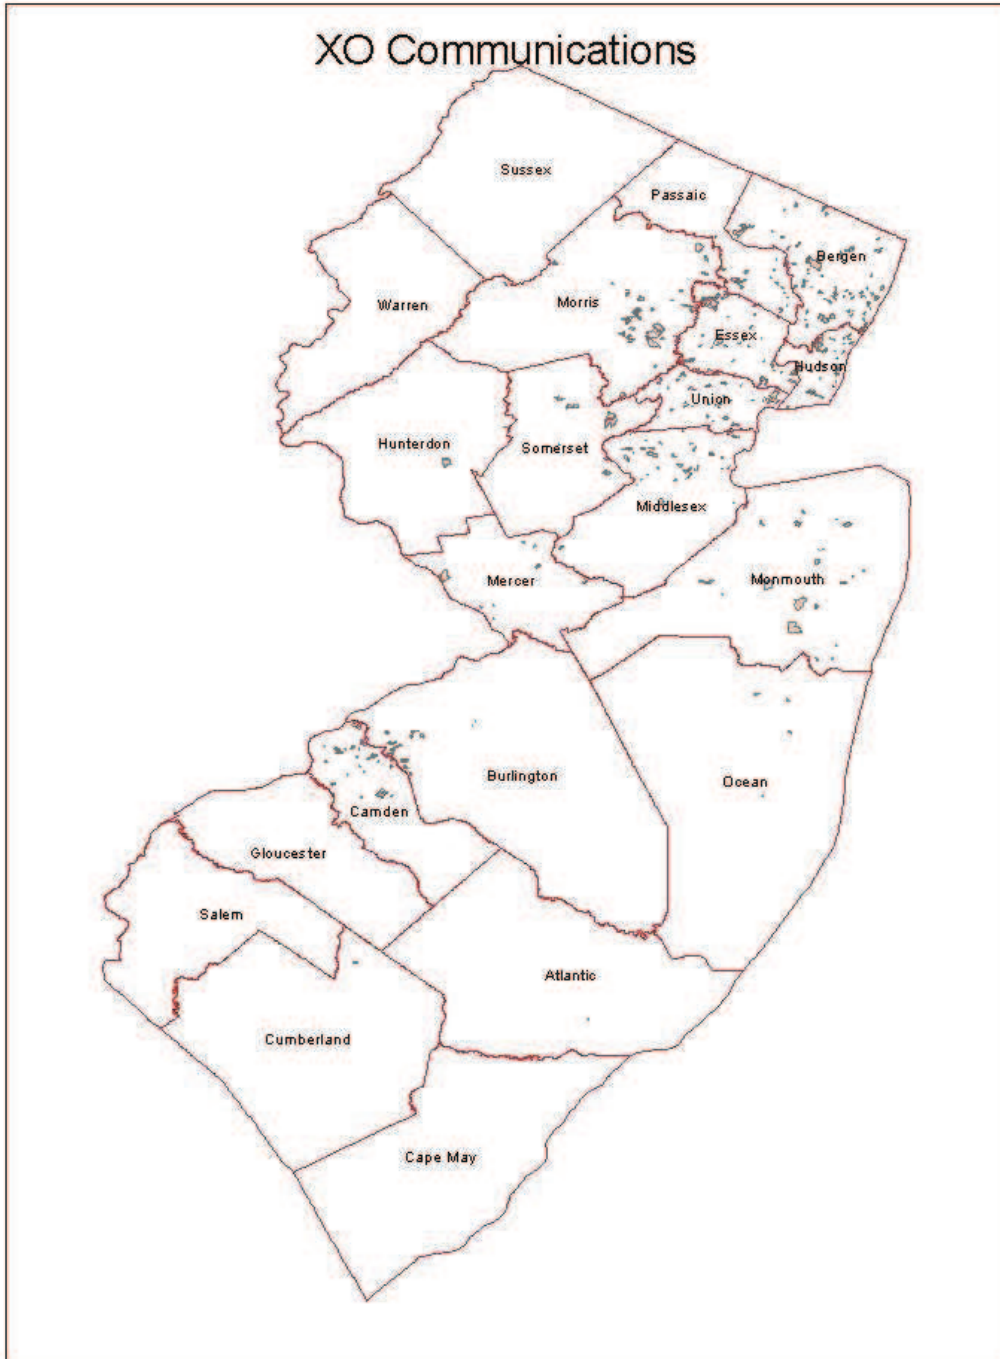 XO Communications
Sussex
Passaic
Bergen
Warren
Morris
Essex
Hudson
Union
Hunterdon
Somerset
Middlesex
Mercer
Monmouth
Burlington
Ocean
Camden
Gloucester
Salem
Atlantic
Cumberland
Cape May